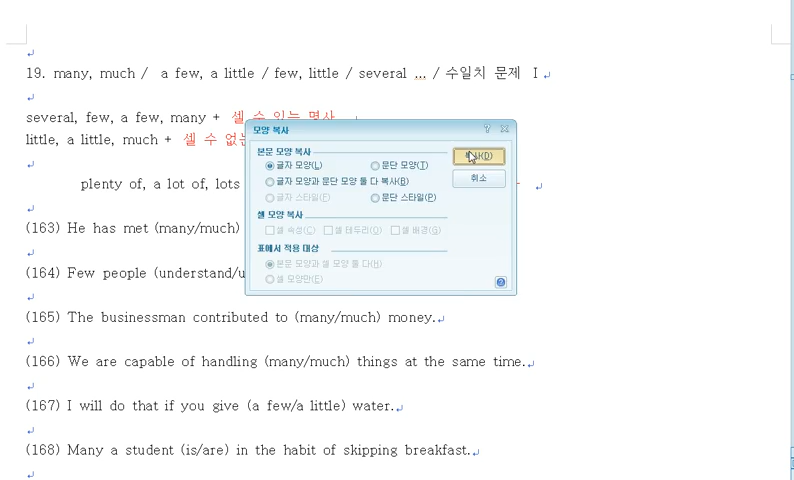 19. many, much / a few, a little / few, little / several ... / 수일치 문제 I
several, few, a few, many + 셀 수 있는 명사
little, a little, much + 셀 수 없는
plenty of, a lot of, lots
(163) He has met (many/much)
(164) Few people (understand/u
(165) The businessman contributed to (many/much) money.
(166) We are capable of handling (many/much) things at the same time.
(167) I will do that if you give (a few/a little) water.
(168) Many a student (is/are) in the habit of skipping breakfast.
모양 복사
본문 모양 복사
글자 모양(L) 문단 모양(T)
글자 모양과 문단 모양 둘 다 복사(B)
글자 스타일(F) 문단 스타일(P)
셀 모양 복사
셀 속성(C) 셀 테두리(O) 셀 배경(G)
표에서 적용 대상
본문 모양과 셀 모양 둘 다(H)
셀 모양만(E)
(D)
취소